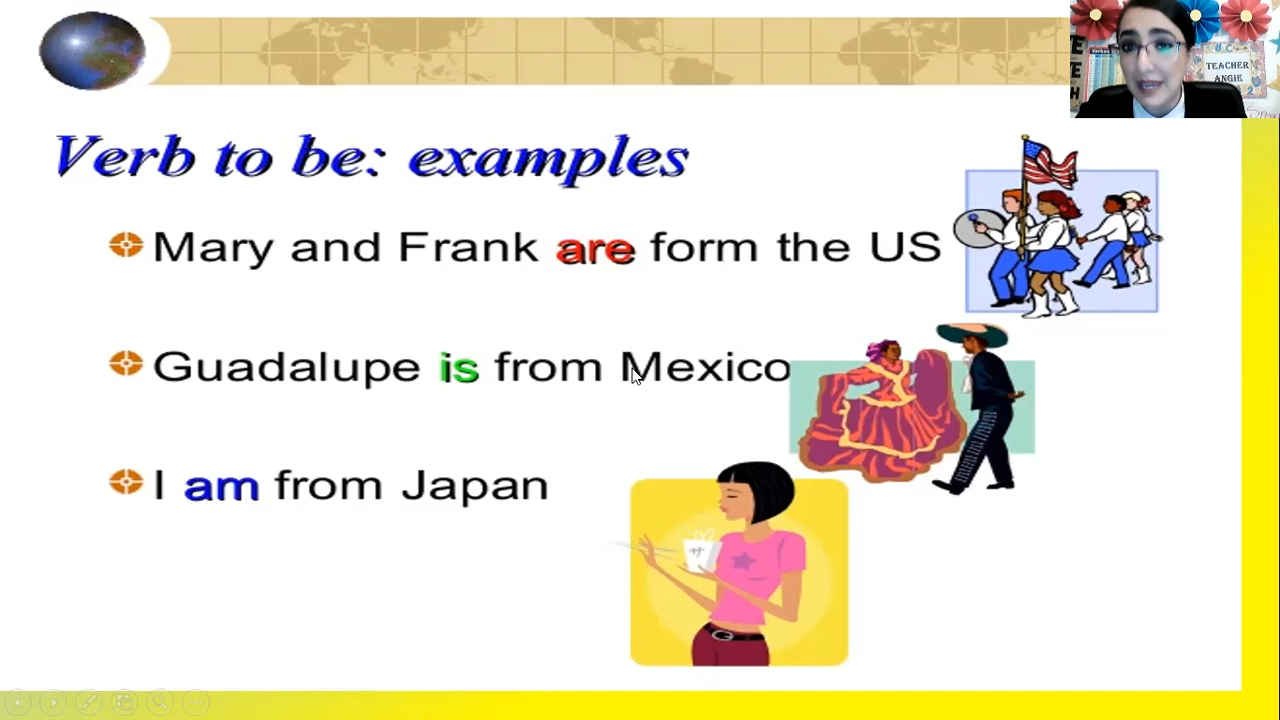 Verb to be: examples
Mary and Frank are form the US
Guadalupe is from Mexico
I am from Japan
TEACHER
ANGIE